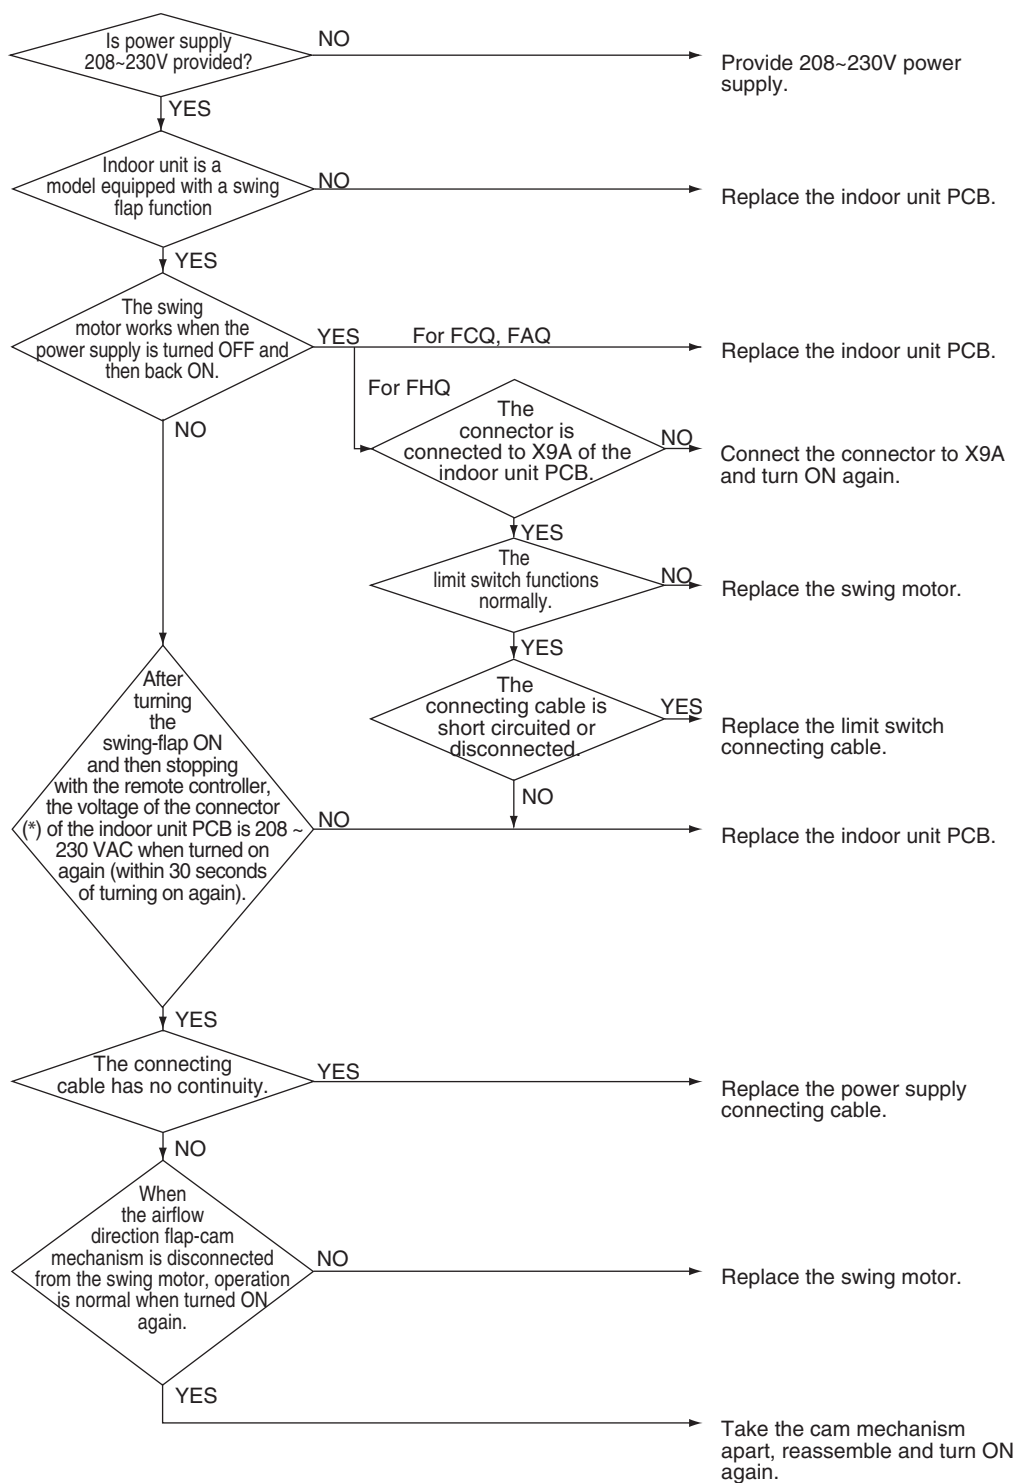 Is power supply
208~230V provided?
NO
Provide 208~230V power
supply.
YES
Indoor unit is a
model equipped with a swing
flap function
NO
Replace the indoor unit PCB.
YES
The swing
motor works when the
power supply is turned OFF and
then back ON.
YES
For FCQ, FAQ
Replace the indoor unit PCB.
For FHQ
NO
The
connector is
connected to X9A of the
indoor unit PCB.
NO
Connect the connector to X9A
and turn ON again.
YES
The
limit switch functions
normally.
NO
Replace the swing motor.
YES
The
connecting cable is
short circuited or
disconnected.
YES
Replace the limit switch
connecting cable.
NO
After
turning
the
swing-flap ON
and then stopping
with the remote controller,
the voltage of the connector
(*) of the indoor unit PCB is 208 ~
230 VAC when turned on
again (within 30 seconds
of turning on again).
NO
Replace the indoor unit PCB.
YES
The connecting
cable has no continuity.
YES
Replace the power supply
connecting cable.
NO
When
the airflow
direction flap-cam
mechanism is disconnected
from the swing motor, operation
is normal when turned ON
again.
NO
Replace the swing motor.
YES
Take the cam mechanism
apart, reassemble and turn ON
again.